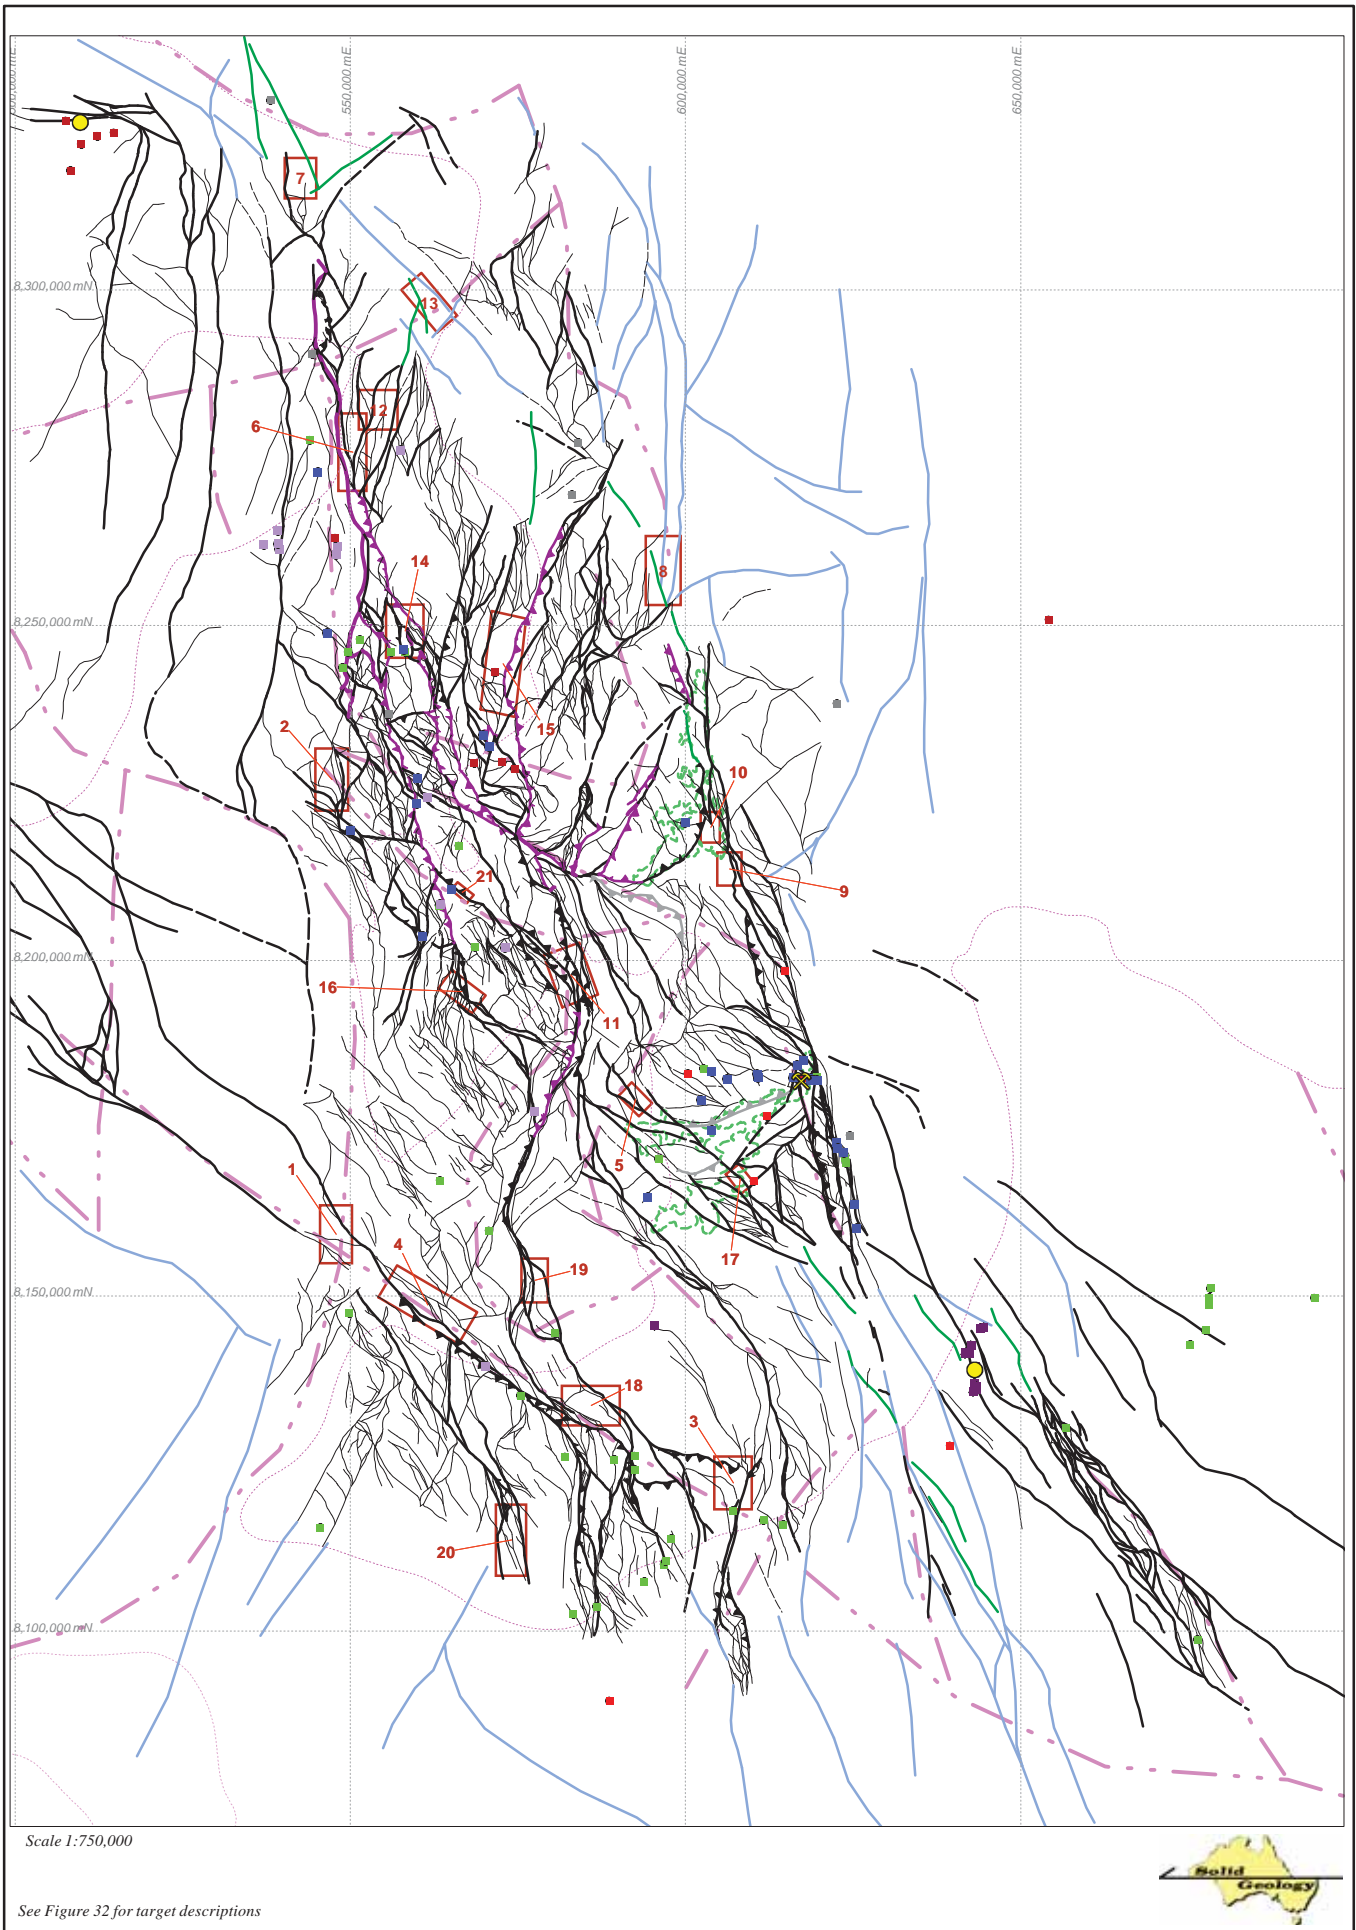 550,000 mE
600,000 mE
650,000 mE
7
8,300,000 mN
13
12
6
14
8
8,250,000 mN
15
2
10
21
9
8,200,000 mN
16
11
5
1
4
17
19
8,150,000 mN
18
3
20
8,100,000 mN
Scale 1:750,000
Solid
Geology
See Figure 32 for target descriptions